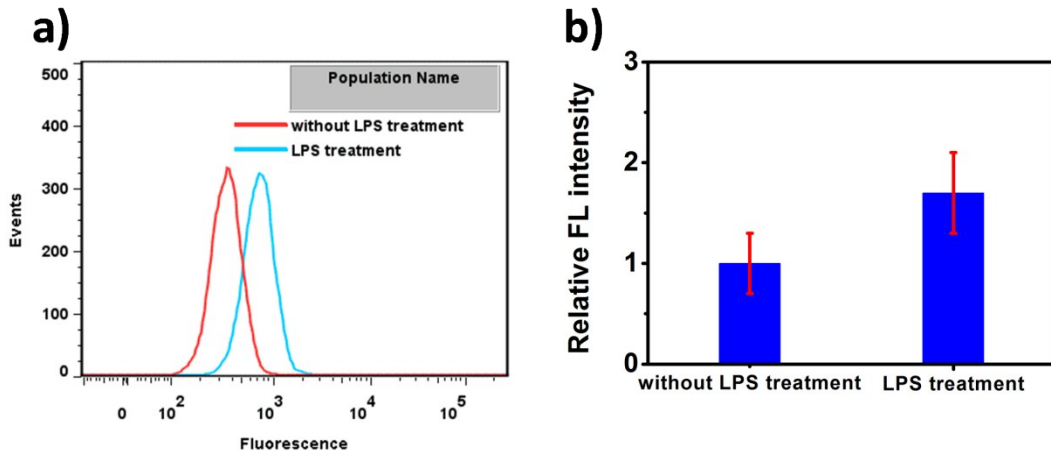 a)
Population Name
without LPS treatment
LPS treatment
500
400
300
200
100
0
Events
0 10² 10³ 10⁴ 10⁵
Fluorescence
b)
3
2
1
0
Relative FL intensity
without LPS treatment LPS treatment